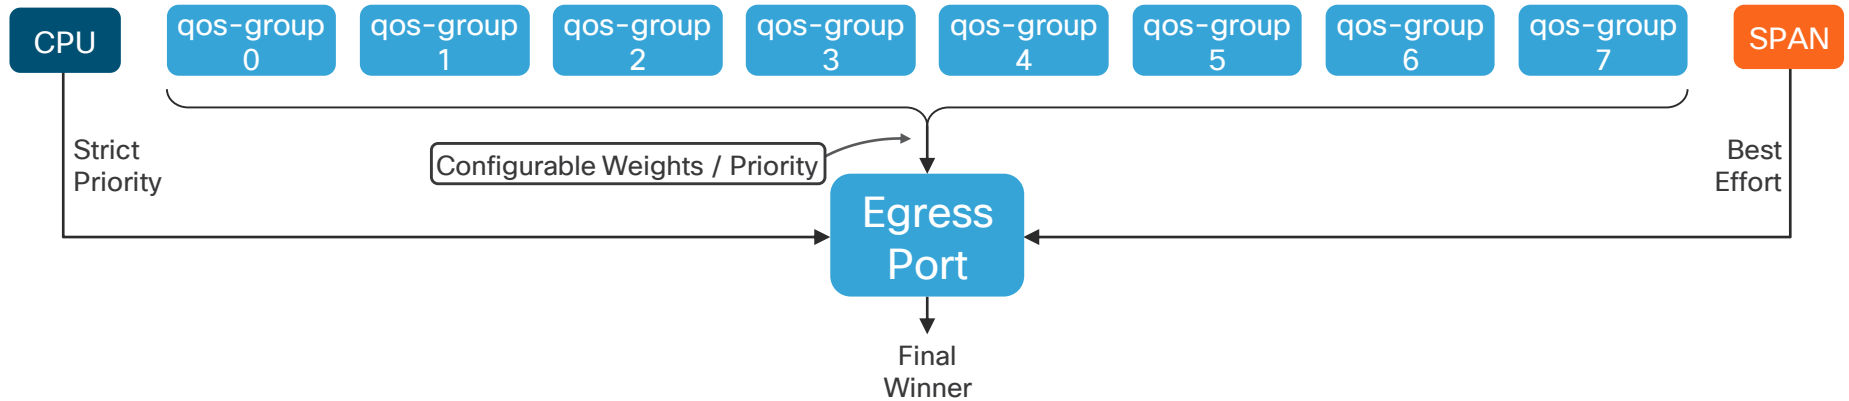 CPU
qos-group
0
qos-group
1
qos-group
2
qos-group
3
qos-group
4
qos-group
5
qos-group
6
qos-group
7
SPAN
Strict
Priority
Configurable Weights / Priority
Best
Effort
Egress
Port
Final
Winner